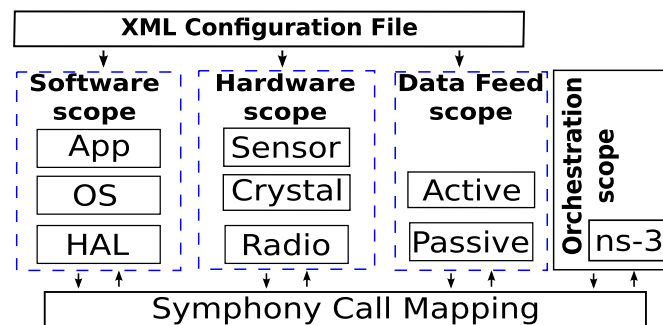 XML Configuration File
Software
scope
App
OS
HAL
Hardware
scope
Sensor
Crystal
Radio
Data Feed
scope
Active
Passive
Orchestration
scope
ns-3
Symphony Call Mapping